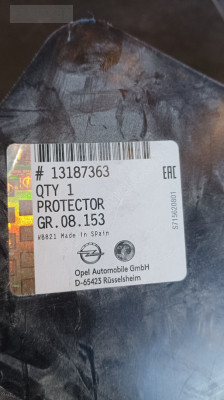 # 13187363
QTY 1
PROTECTOR
GR.08.153
W8821 Made in Spain
Opel Automobile GmbH
D-65423 Rüsselsheim
EAC
S715620801